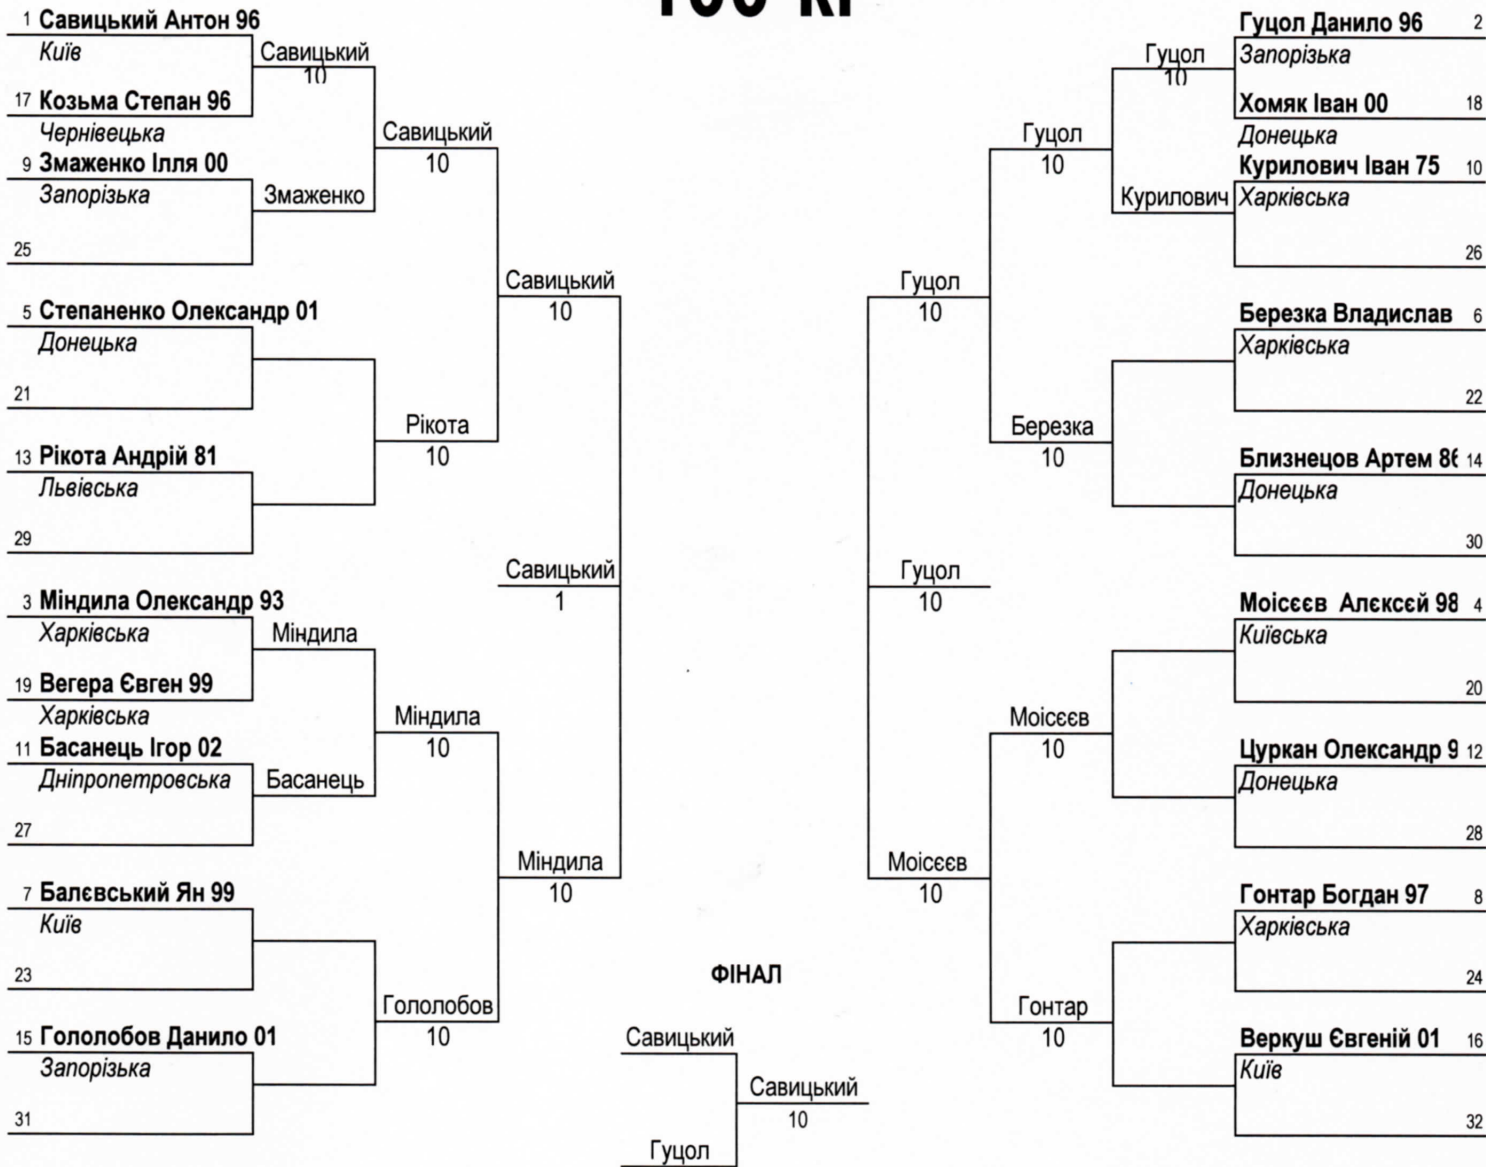 1 Савицький Антон 96
Київ
17 Козьма Степан 96
Чернівецька
9 Змаженко Ілля 00
Запорізька
25
5 Степаненко Олександр 01
Донецька
21
13 Рікота Андрій 81
Львівська
29
3 Міндила Олександр 93
Харківська
19 Вегера Євген 99
Харківська
11 Басанець Ігор 02
Дніпропетровська
27
7 Балєвський Ян 99
Київ
23
15 Гололобов Данило 01
Запорізька
31
Савицький
10
Змаженко
Міндила
Басанець
Савицький
10
Рікота
10
Міндила
10
Гололобов
10
Савицький
10
Савицький
1
Міндила
10
ФІНАЛ
Савицький
Гуцол
Савицький
10
Гуцол
10
Гуцол
10
Моісєєв
10
Гуцол
10
Березка
10
Моісєєв
10
Гонтар
10
Гуцол
10
Курилович
Гуцол Данило 96 2
Запорізька
Хомяк Іван 00 18
Донецька
Курилович Іван 75 10
Харківська
26
Березка Владислав 6
Харківська
22
Близнецов Артем 14
Донецька
30
Моісєєв Алєксєй 98 4
Київська
20
Цуркан Олександр 9 12
Донецька
28
Гонтар Богдан 97 8
Харківська
24
Веркуш Євгеній 01 16
Київ
32